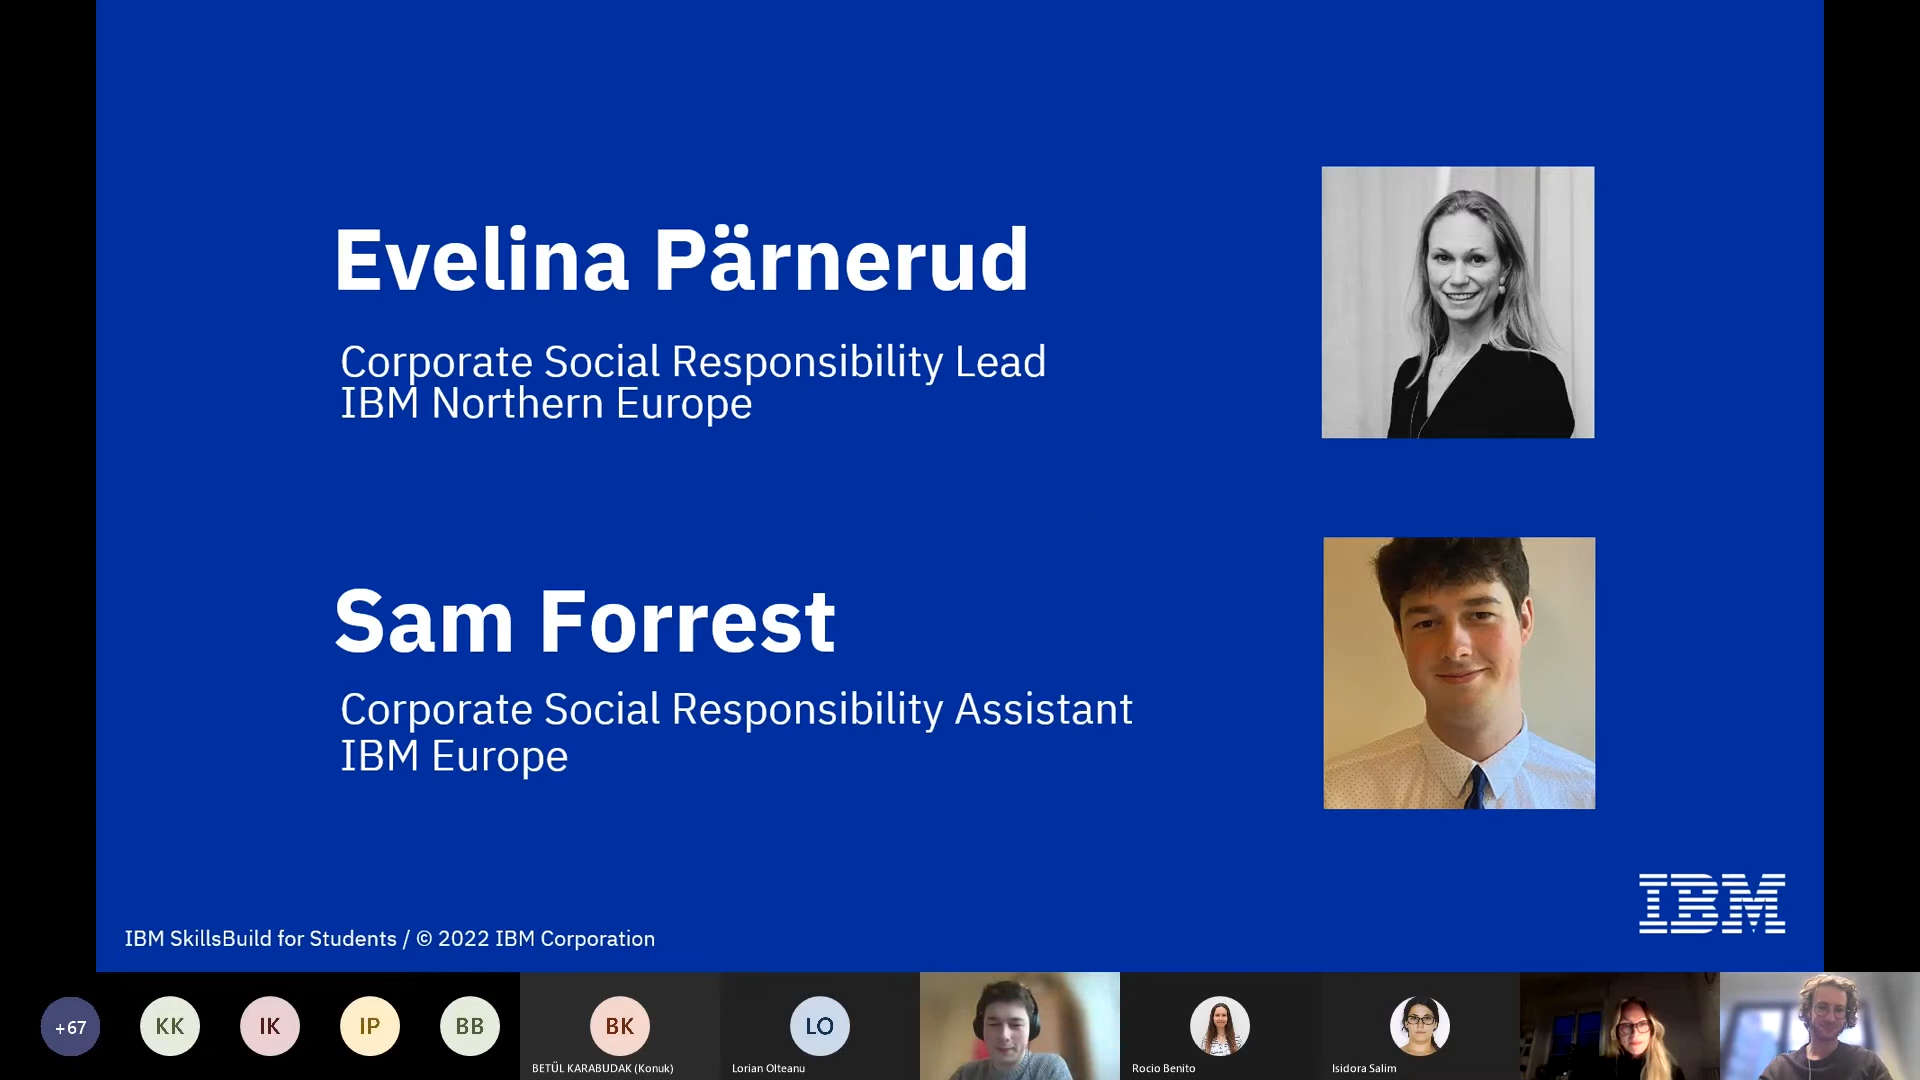 Evelina Pärnerud
Corporate Social Responsibility Lead
IBM Northern Europe
Sam Forrest
Corporate Social Responsibility Assistant
IBM Europe
IBM
IBM SkillsBuild for Students / © 2022 IBM Corporation
+67
KK
IK
IP
BB
BK
LO
BETÜL KARABUDAK (Konuk)
Lorian Olteanu
Rocio Benito
Isidora Salim